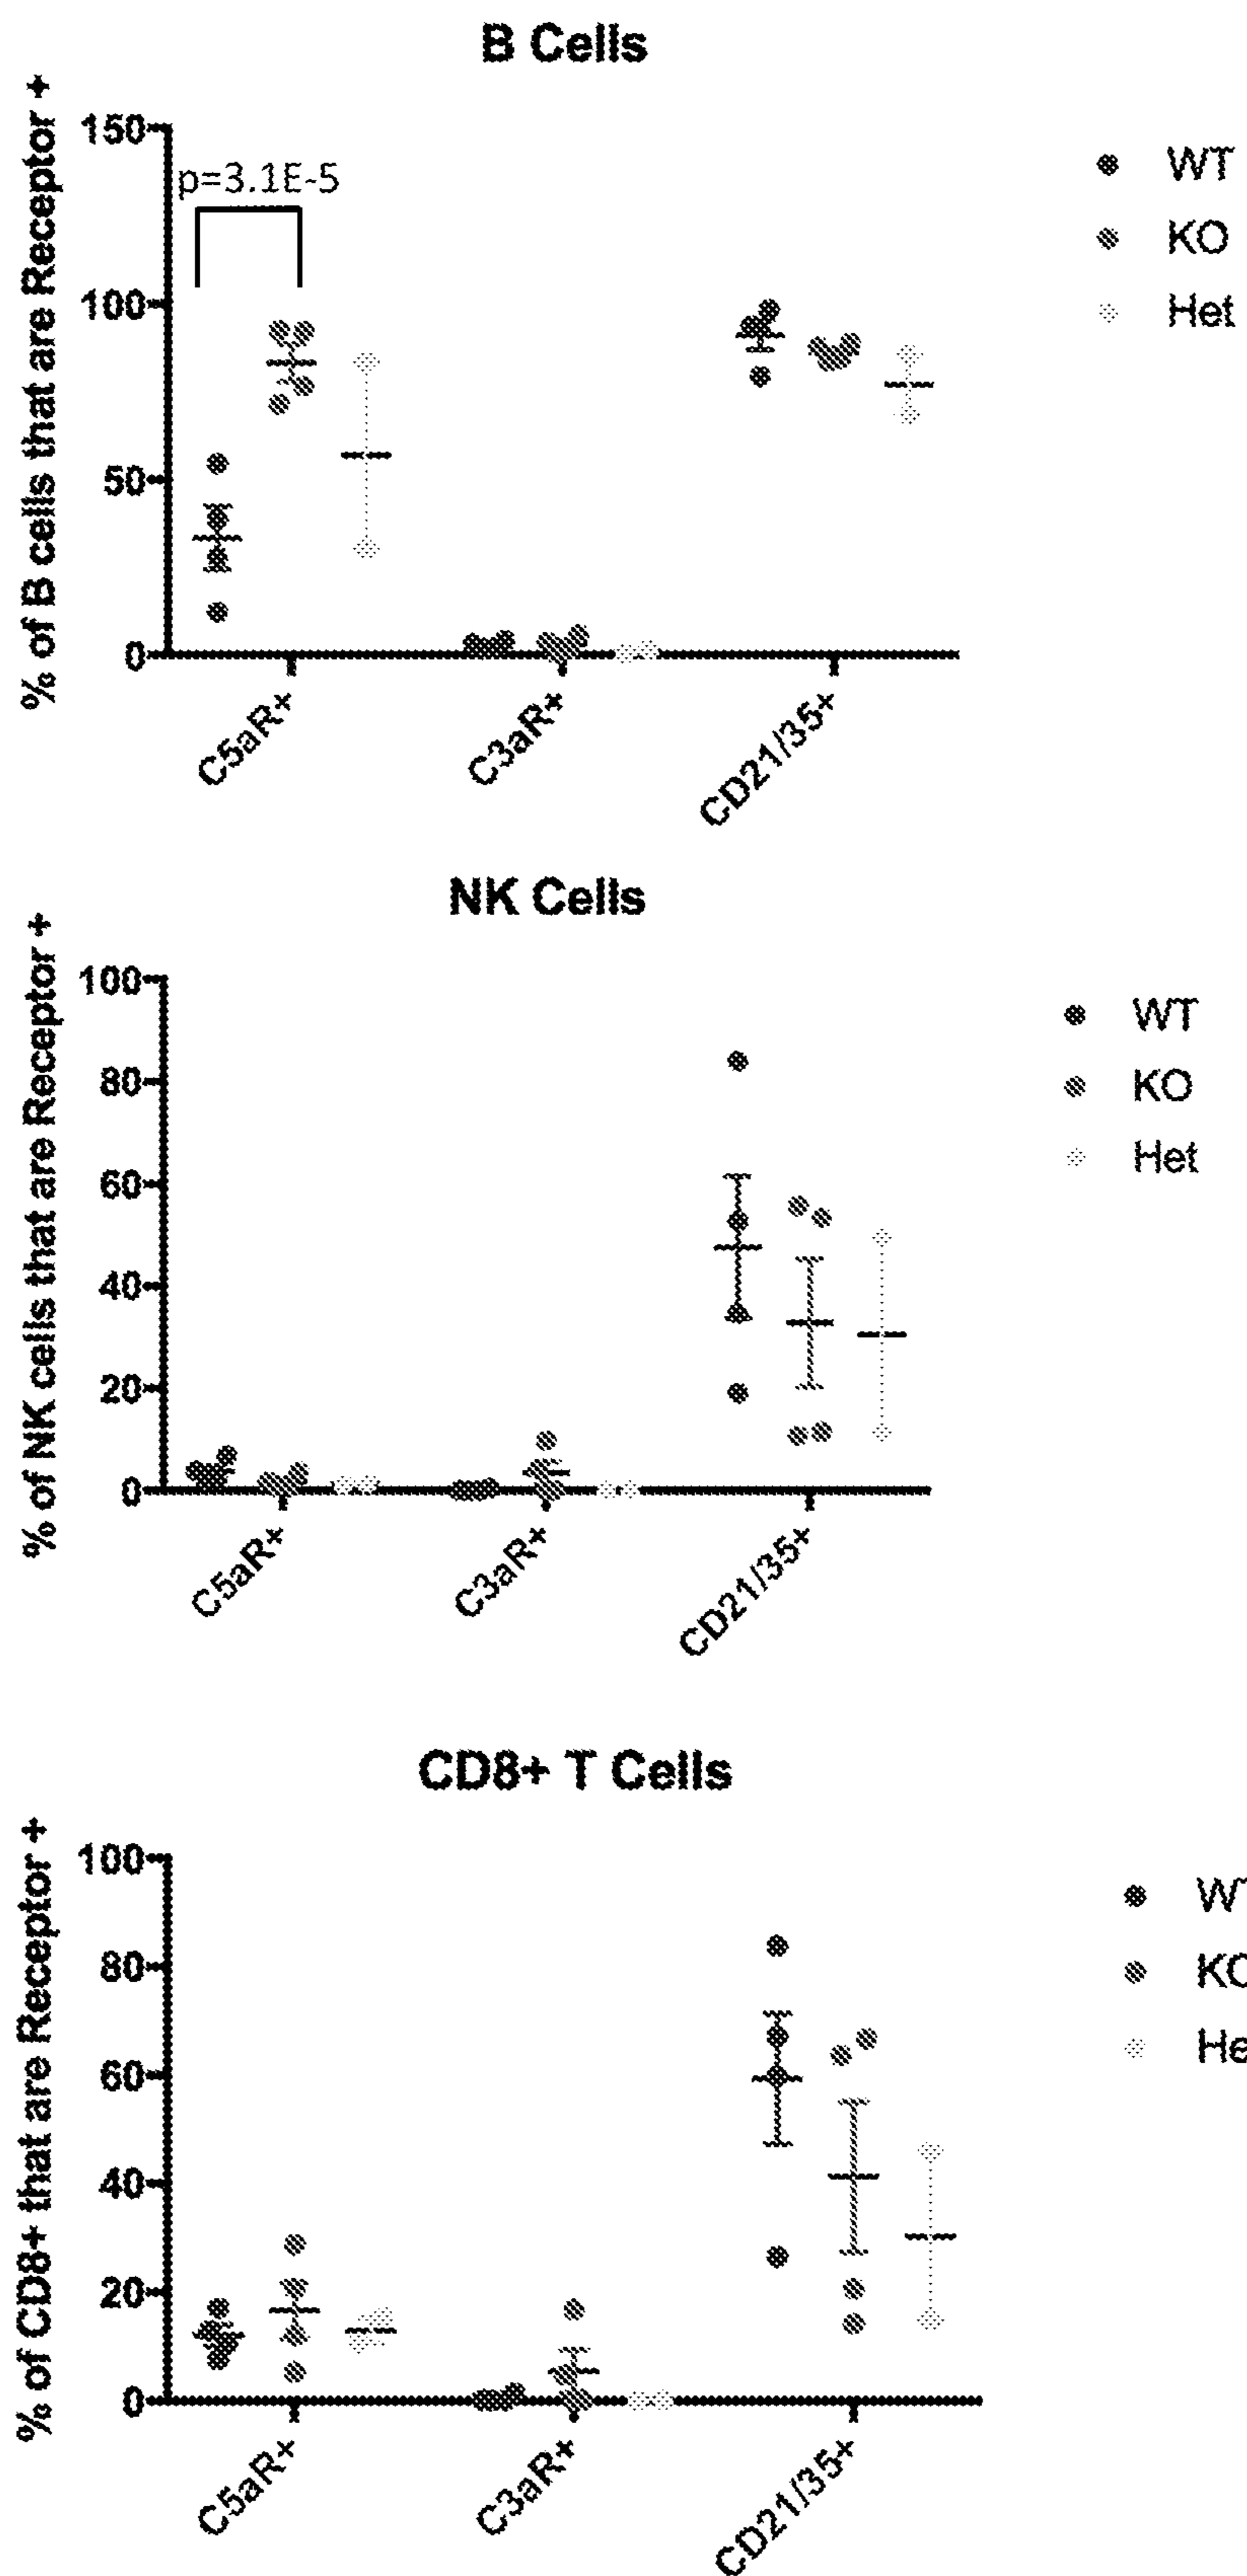 B Cells
% of B cells that are Receptor +
150
100
50
0
p=3.1E-5
WT
KO
Het
C5aR+
C3aR+
CD21/35+
NK Cells
% of NK cells that are Receptor +
100
80
60
40
20
0
WT
KO
Het
C5aR+
C3aR+
CD21/35+
CD8+ T Cells
% of CD8+ that are Receptor +
100
80
60
40
20
0
WT
KO
He
C5aR+
C3aR+
CD21/35+